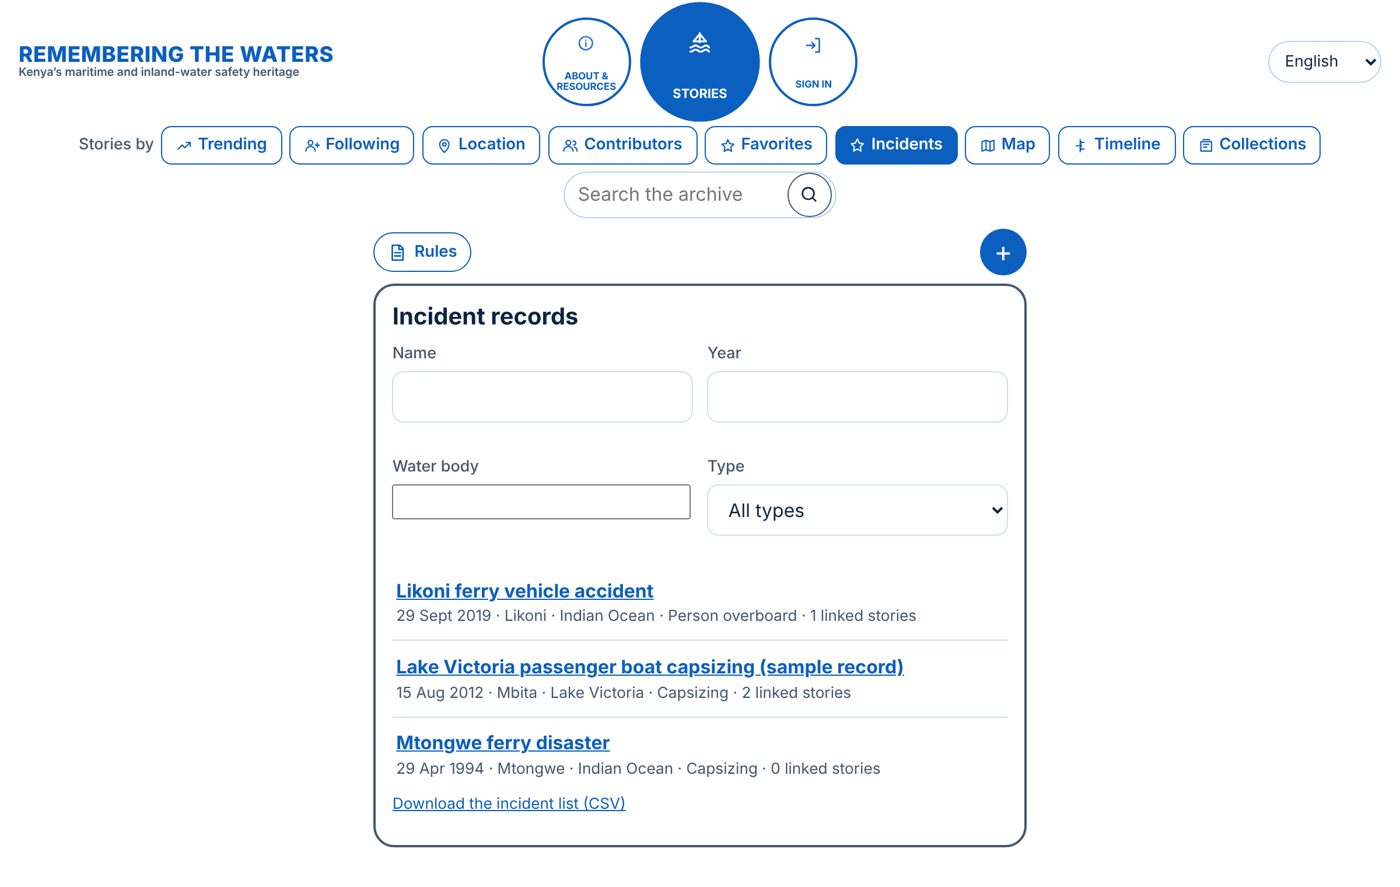 REMEMBERING THE WATERS
Kenya’s maritime and inland-water safety heritage
ABOUT &
RESOURCES
STORIES
SIGN IN
English
Stories by
Trending
Following
Location
Contributors
Favorites
Incidents
Map
Timeline
Collections
Search the archive
Rules
+
Incident records
Name
Year
Water body
Type
All types
Likoni ferry vehicle accident
29 Sept 2019 · Likoni · Indian Ocean · Person overboard · 1 linked stories
Lake Victoria passenger boat capsizing (sample record)
15 Aug 2012 · Mbita · Lake Victoria · Capsizing · 2 linked stories
Mtongwe ferry disaster
29 Apr 1994 · Mtongwe · Indian Ocean · Capsizing · 0 linked stories
Download the incident list (CSV)